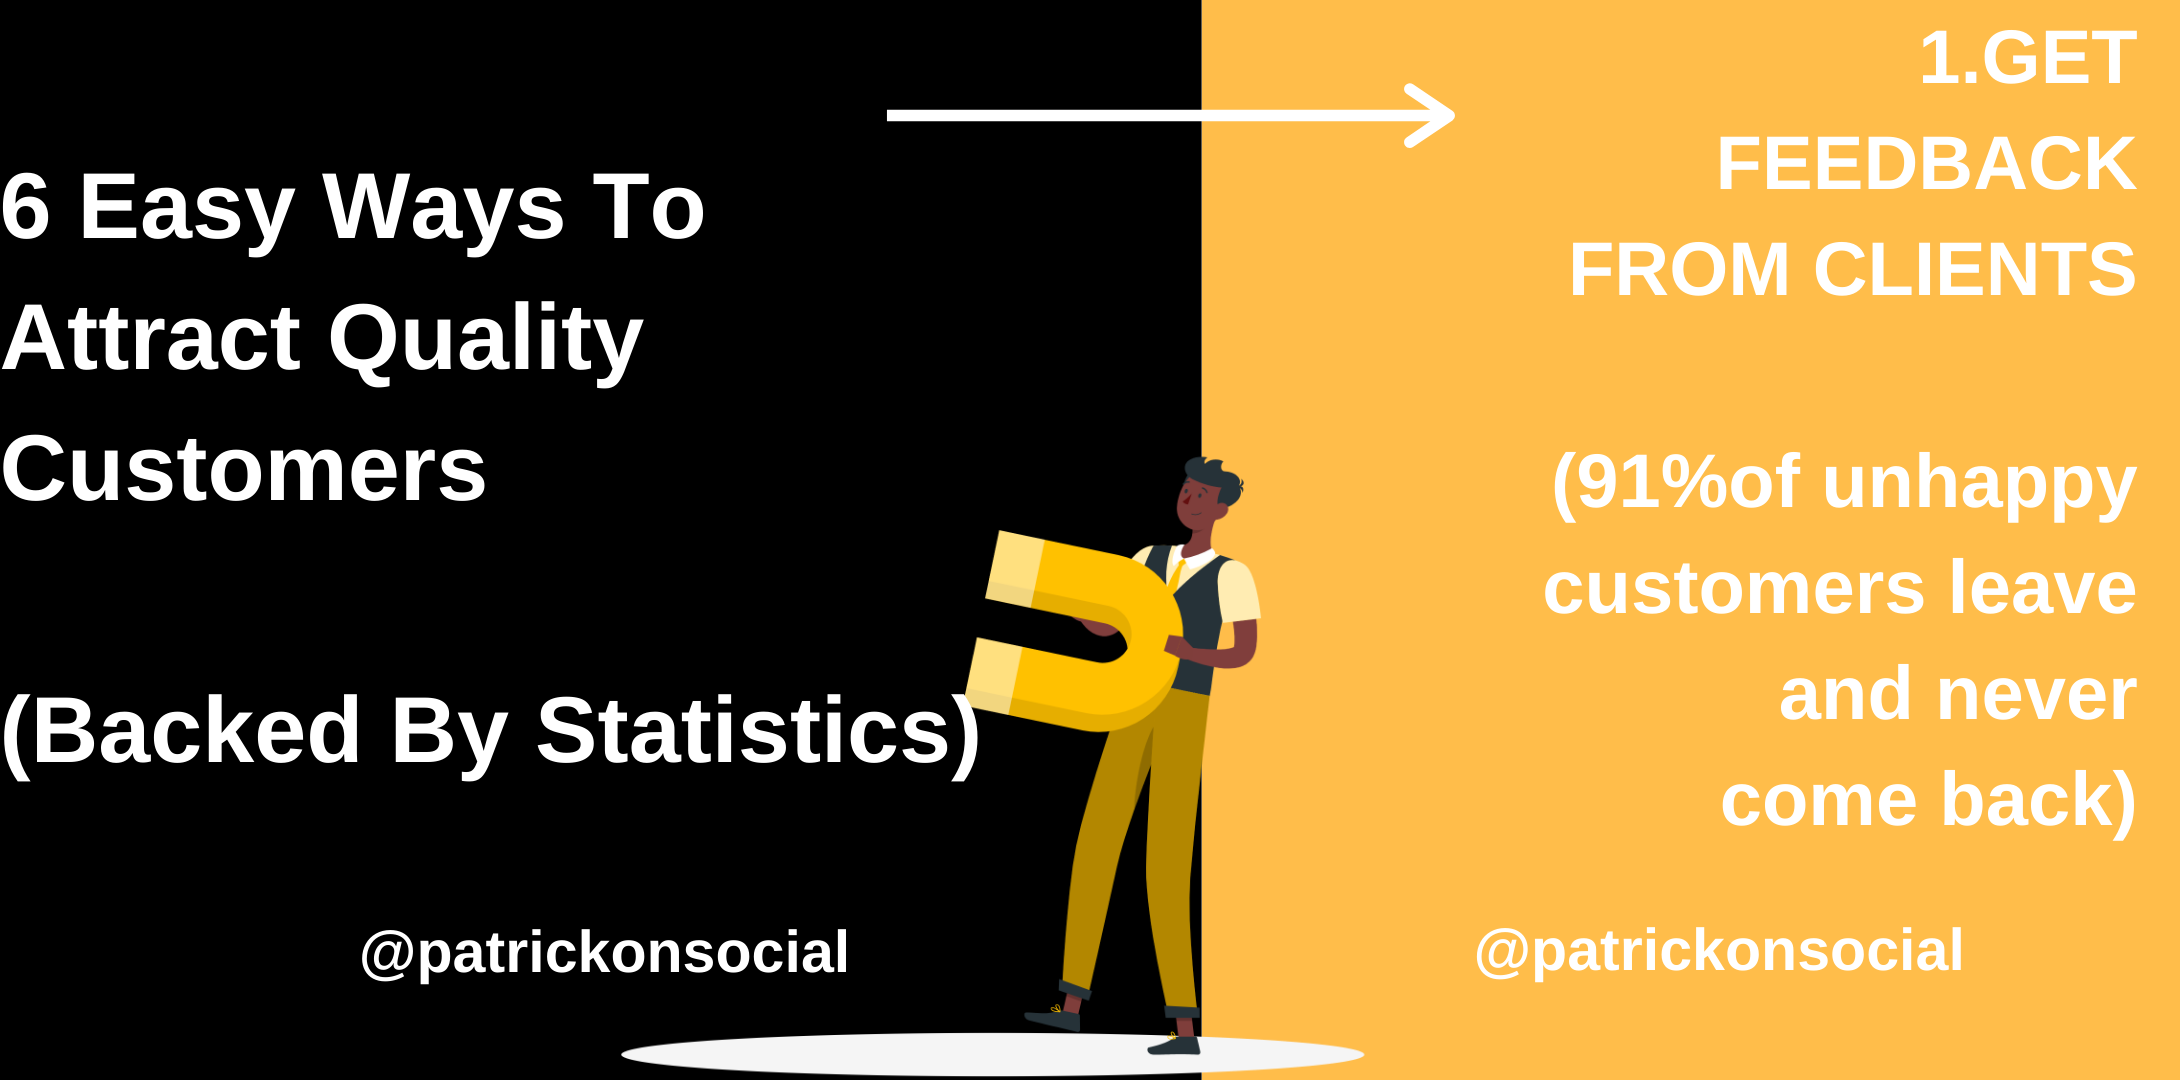 6 Easy Ways To
Attract Quality
Customers
(Backed By Statistics)
@patrickonsocial
1.GET
FEEDBACK
FROM CLIENTS
(91%of unhappy
customers leave
and never
come back)
@patrickonsocial